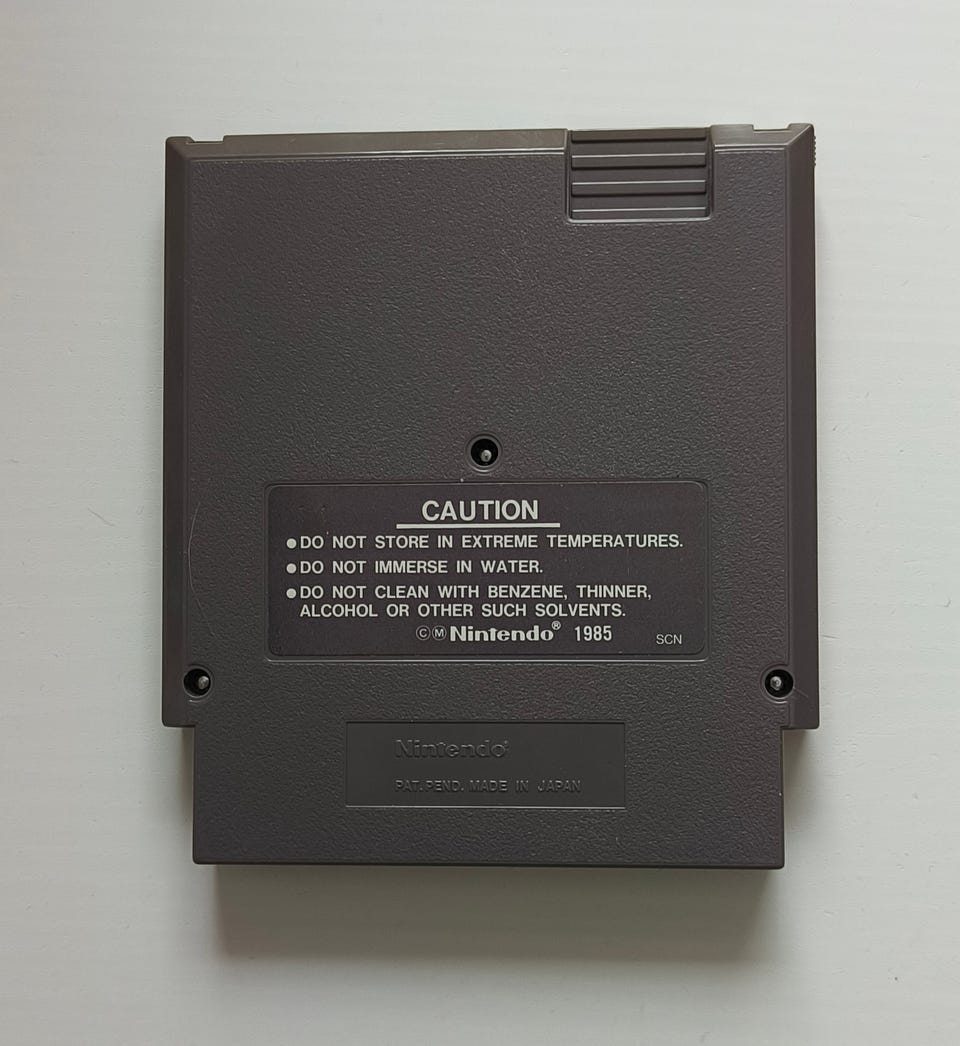 CAUTION
●DO NOT STORE IN EXTREME TEMPERATURES.
●DO NOT IMMERSE IN WATER.
●DO NOT CLEAN WITH BENZENE, THINNER,
ALCOHOL OR OTHER SUCH SOLVENTS.
ⒸⓂNintendo® 1985 SCN
Nintendo®
PAT. PEND. MADE IN JAPAN